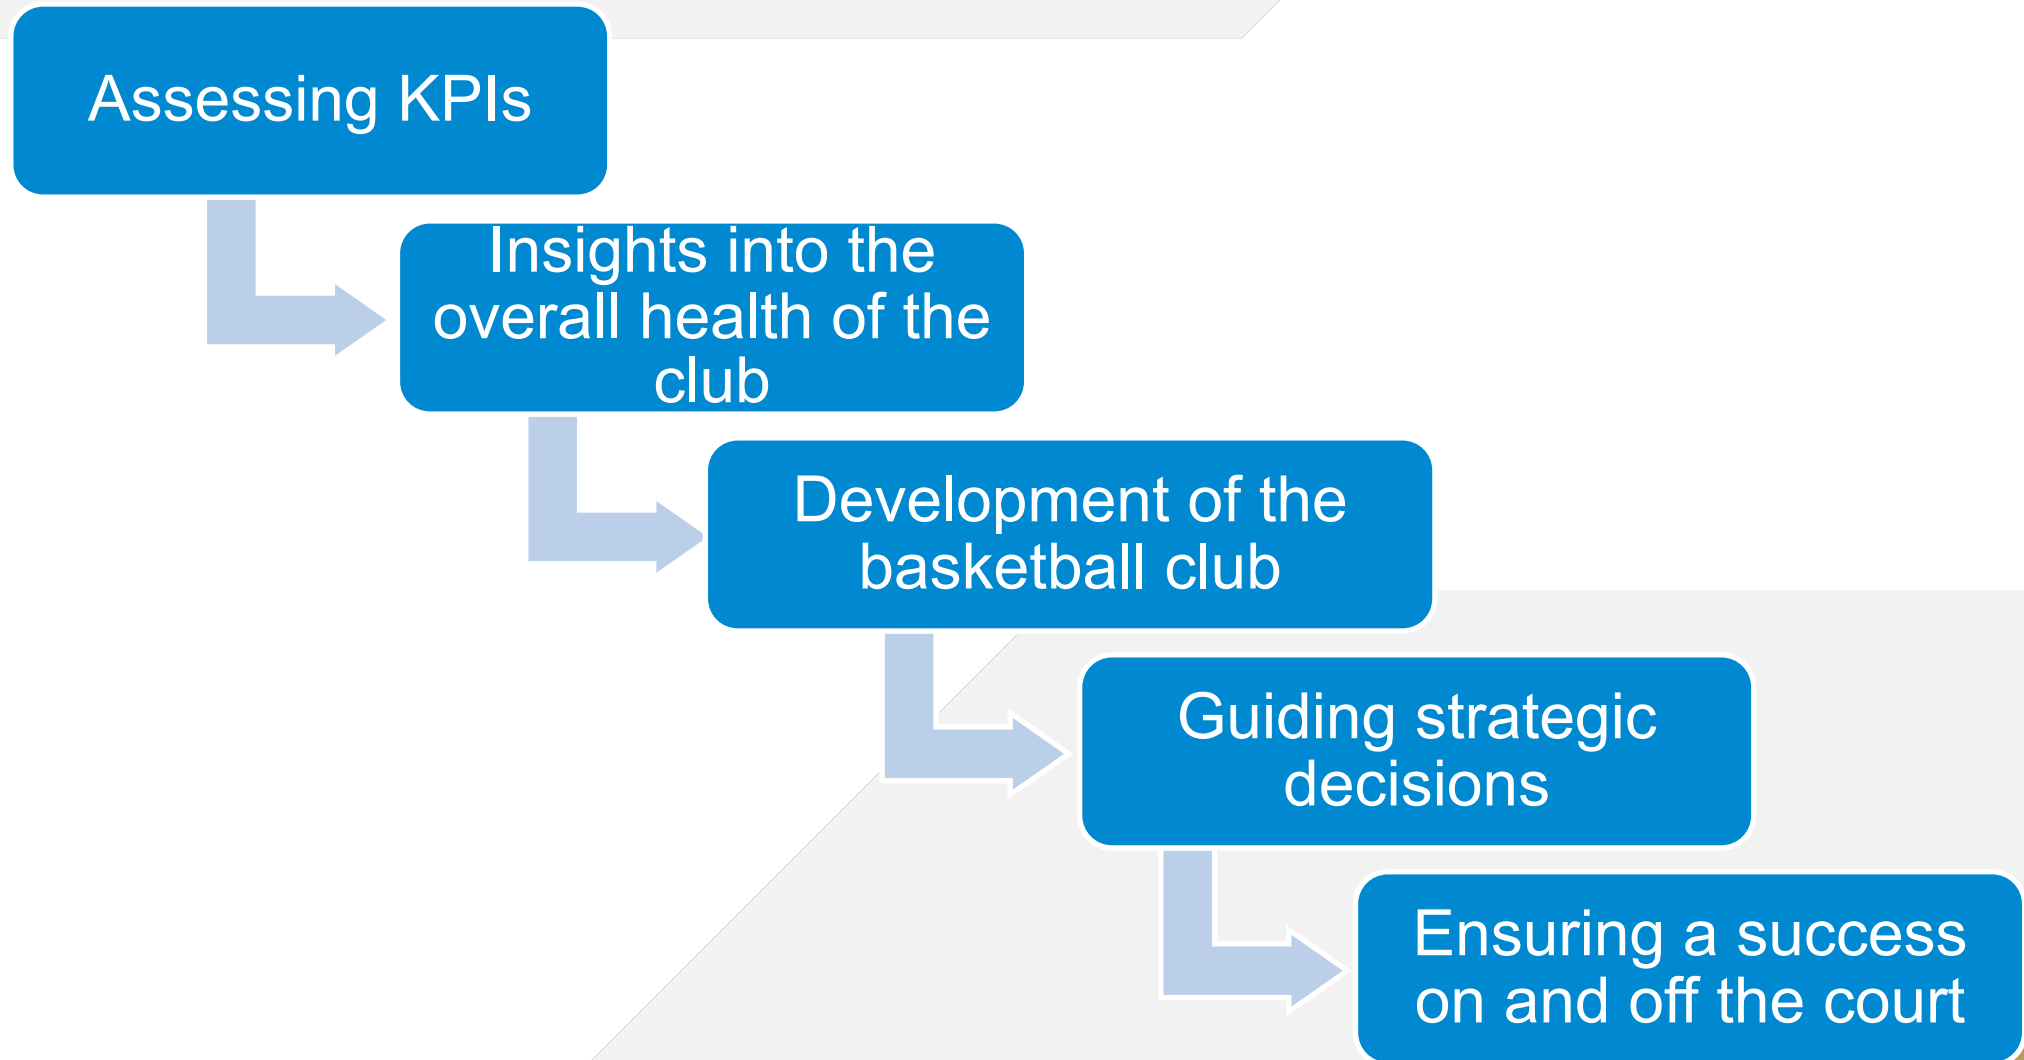 Assessing KPIs
Insights into the
overall health of the
club
Development of the
basketball club
Guiding strategic
decisions
Ensuring a success
on and off the court